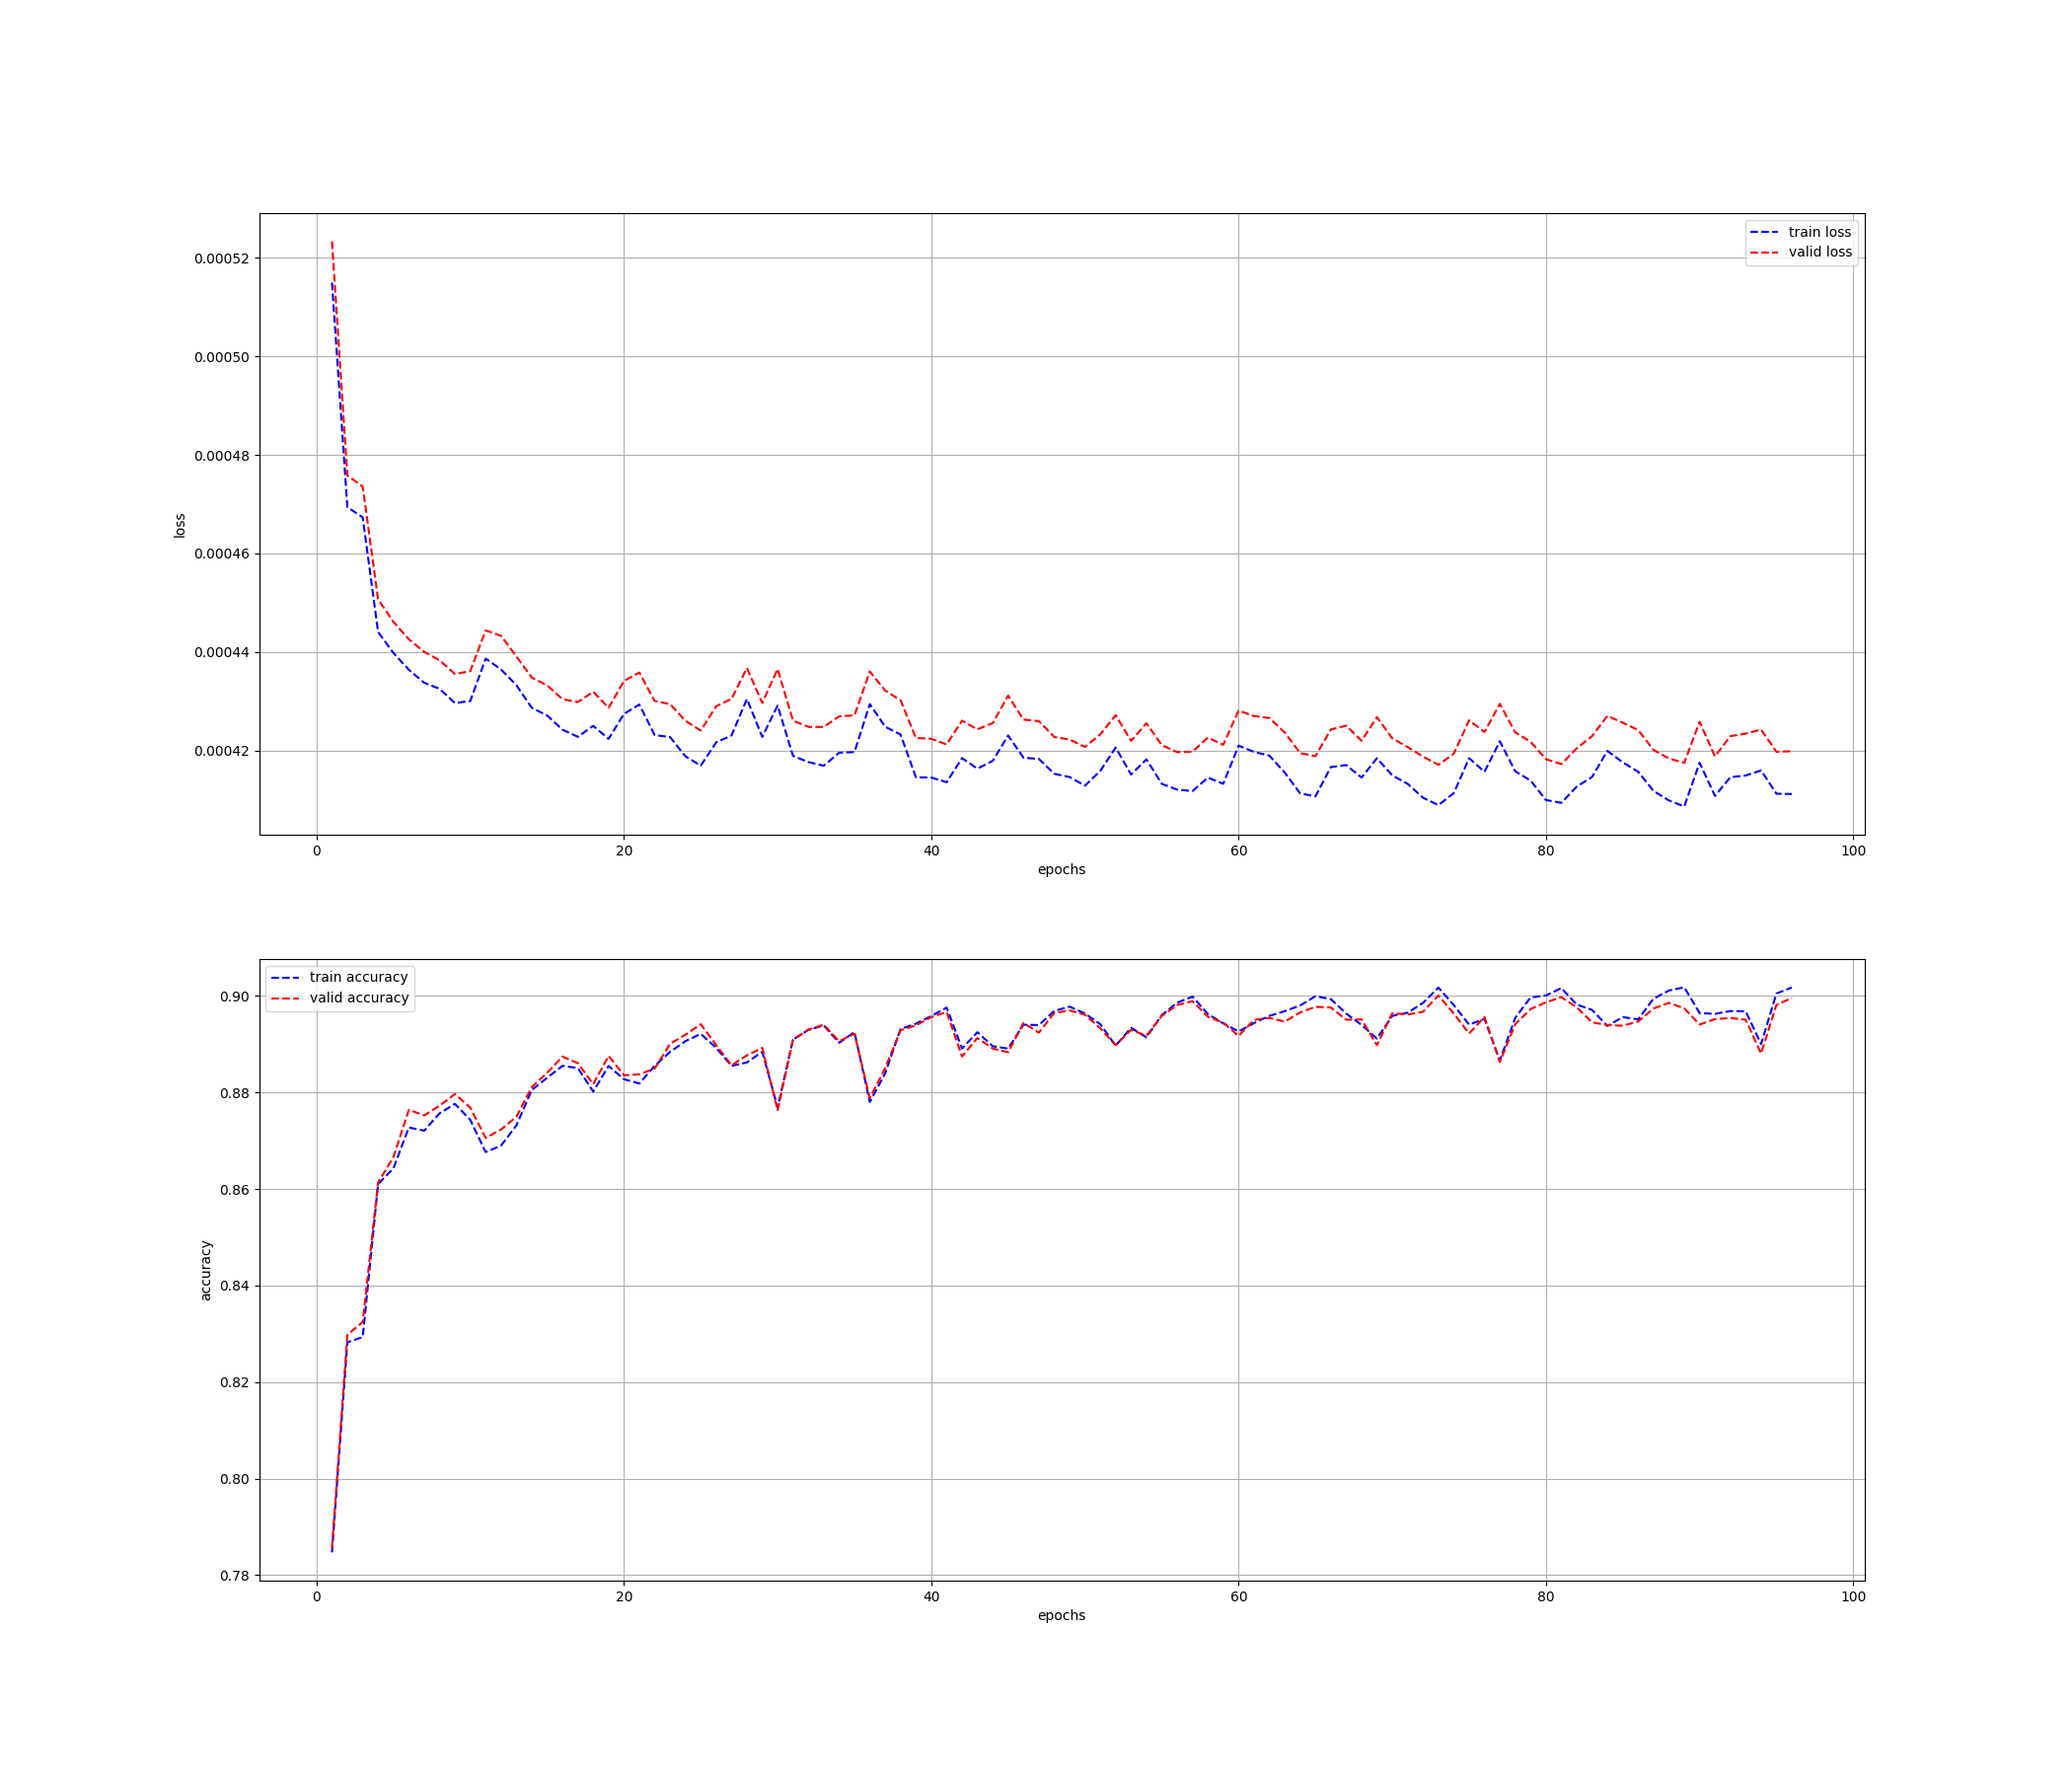 train loss
valid loss
0.00052
0.00050
0.00048
0.00046
0.00044
0.00042
loss
0 20 40 60 80 100
epochs
train accuracy
valid accuracy
0.90
0.88
0.86
0.84
0.82
0.80
0.78
accuracy
0 20 40 60 80 100
epochs